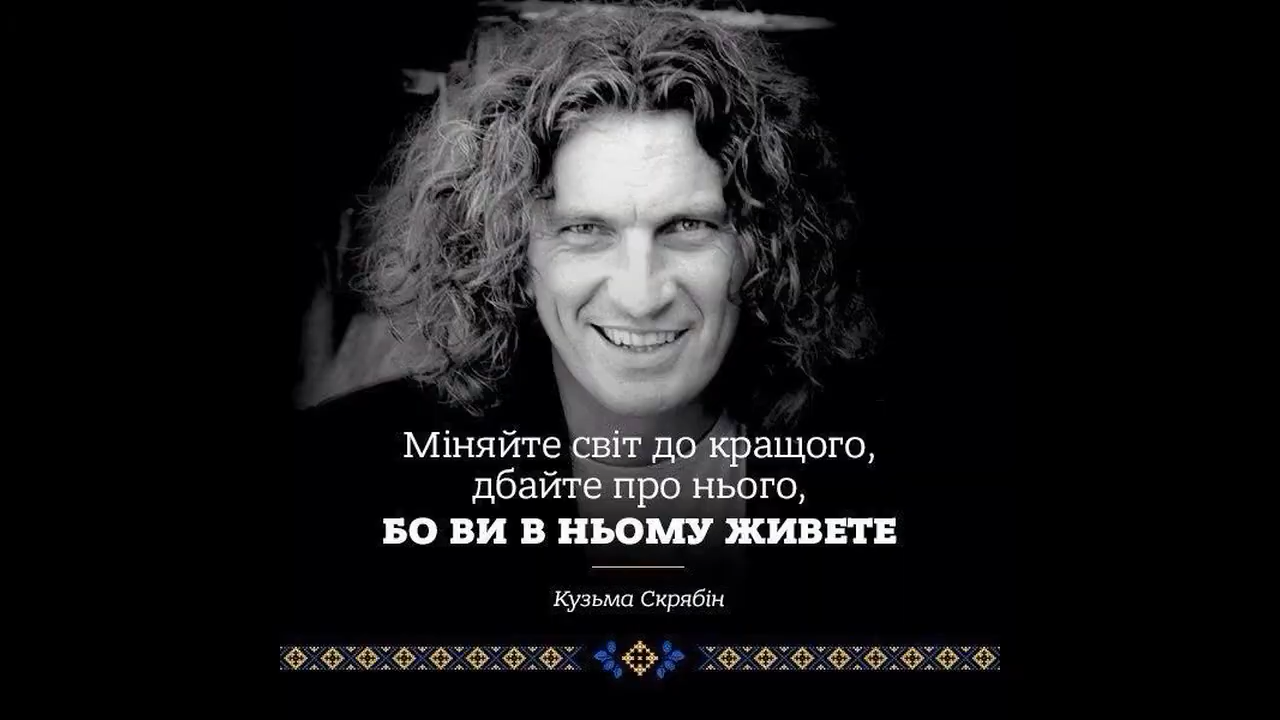 Міняйте світ до кращого,
дбайте про нього,
БО ВИ В НЬОМУ ЖИВЕТЕ
Кузьма Скрябін